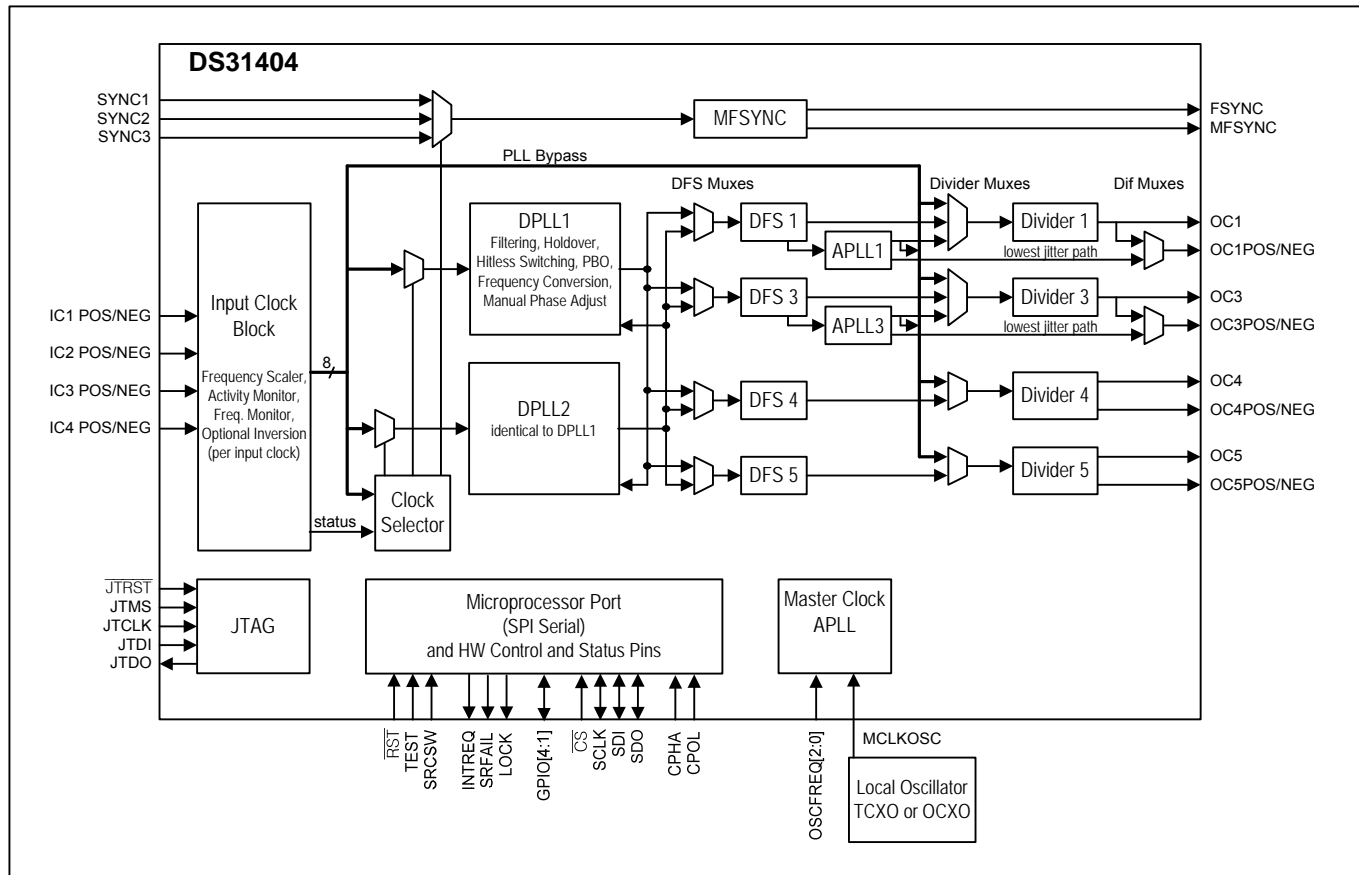 DS31404
SYNC1
SYNC2
SYNC3
MFSYNC
FSYNC
MFSYNC
PLL Bypass
DFS Muxes
Divider Muxes
Dif Muxes
Input Clock
Block
Frequency Scaler,
Activity Monitor,
Freq. Monitor,
Optional Inversion
(per input clock)
IC1 POS/NEG
IC2 POS/NEG
IC3 POS/NEG
IC4 POS/NEG
8
status
Clock
Selector
DPLL1
Filtering, Holdover,
Hitless Switching, PBO,
Frequency Conversion,
Manual Phase Adjust
DPLL2
identical to DPLL1
DFS 1
APLL1
lowest jitter path
Divider 1
OC1
OC1POS/NEG
DFS 3
APLL3
lowest jitter path
Divider 3
OC3
OC3POS/NEG
DFS 4
Divider 4
OC4
OC4POS/NEG
DFS 5
Divider 5
OC5
OC5POS/NEG
JTRST
JTMS
JTCLK
JTDI
JTDO
JTAG
Microprocessor Port
(SPI Serial)
and HW Control and Status Pins
Master Clock
APLL
RST
TEST
SRCSW
INTREQ
SRFAIL
LOCK
GPIO[4:1]
CS
SCLK
SDI
SDO
CPHA
CPOL
OSCFREQ[2:0]
MCLKOSC
Local Oscillator
TCXO or OCXO